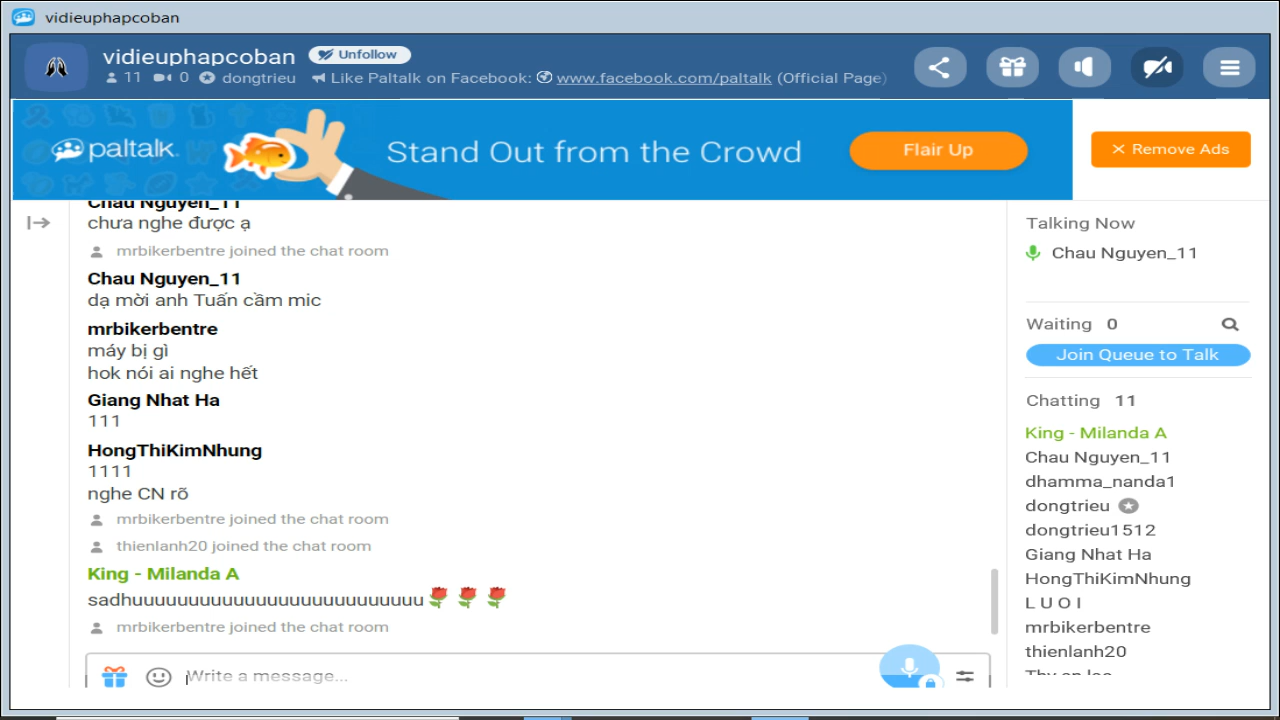 vidieuphapcoban
vidieuphapcoban Unfollow
11 0 dongtrieu Like Paltalk on Facebook: www.facebook.com/paltalk (Official Page)
paltalk Stand Out from the Crowd Flair Up
× Remove Ads
Chau Nguyen_11
chưa nghe được ạ
mrbikerbentre joined the chat room
Chau Nguyen_11
dạ mời anh Tuấn cầm mic
mrbikerbentre
máy bị gì
hok nói ai nghe hết
Giang Nhat Ha
111
HongThiKimNhung
1111
nghe CN rõ
mrbikerbentre joined the chat room
thienlanh20 joined the chat room
King - Milanda A
sadhuuuuuuuuuuuuuuuuuuuuuuuuuu
mrbikerbentre joined the chat room
Write a message...
Talking Now
Chau Nguyen_11
Waiting 0
Join Queue to Talk
Chatting 11
King - Milanda A
Chau Nguyen_11
dhamma_nanda1
dongtrieu
dongtrieu1512
Giang Nhat Ha
HongThiKimNhung
L U O I
mrbikerbentre
thienlanh20